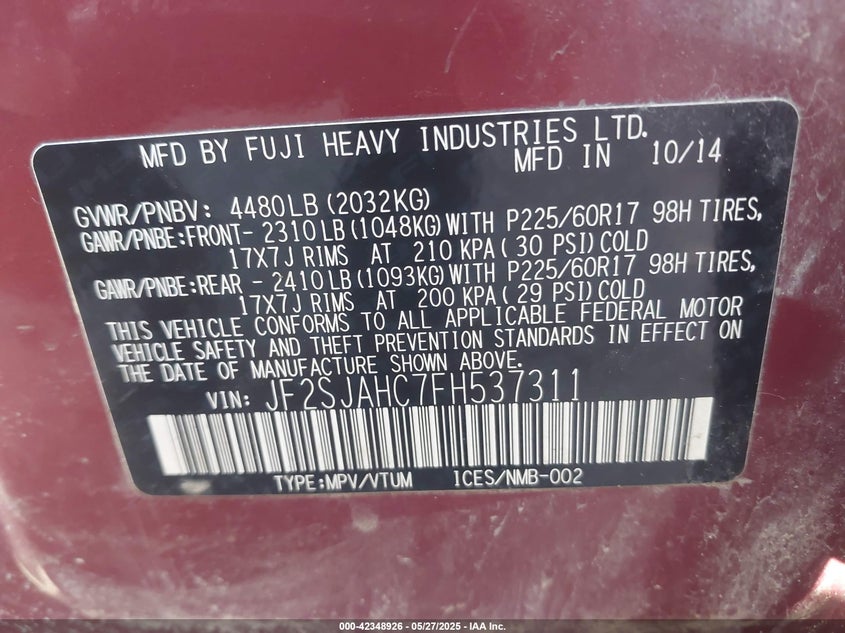 MFD BY FUJI HEAVY INDUSTRIES LTD.
MFD IN 10/14
GVWR/PNBV: 4480LB (2032KG)
GAWR/PNBE:FRONT- 2310LB (1048KG) WITH P225/60R17 98H TIRES,
17X7J RIMS AT 210 KPA ( 30 PSI) COLD
GAWR/PNBE:REAR - 2410LB (1093KG) WITH P225/60R17 98H TIRES,
17X7J RIMS AT 200 KPA ( 29 PSI) COLD
THIS VEHICLE CONFORMS TO ALL APPLICABLE FEDERAL MOTOR
VEHICLE SAFETY AND THEFT PREVENTION STANDARDS IN EFFECT ON
THE DATE OF MANUFACTURE SHOWN ABOVE.
VIN: JF2SJAHC7FH537311
TYPE:MPV/VTUM ICES/NMB-002
000-42348926 - 05/27/2025 - IAA Inc.